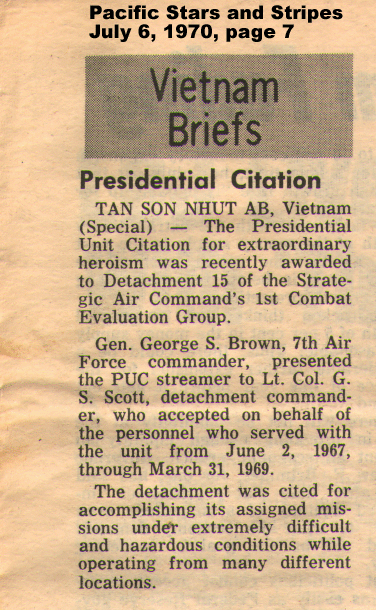 Pacific Stars and Stripes
July 6, 1970, page 7
Vietnam
Briefs
Presidential Citation
TAN SON NHUT AB, Vietnam
(Special) — The Presidential
Unit Citation for extraordinary
heroism was recently awarded
to Detachment 15 of the Strate-
gic Air Command's 1st Combat
Evaluation Group.
Gen. George S. Brown, 7th Air
Force commander, presented
the PUC streamer to Lt. Col. G.
S. Scott, detachment command-
er, who accepted on behalf of
the personnel who served with
the unit from June 2, 1967,
through March 31, 1969.
The detachment was cited for
accomplishing its assigned mis-
sions under extremely difficult
and hazardous conditions while
operating from many different
locations.